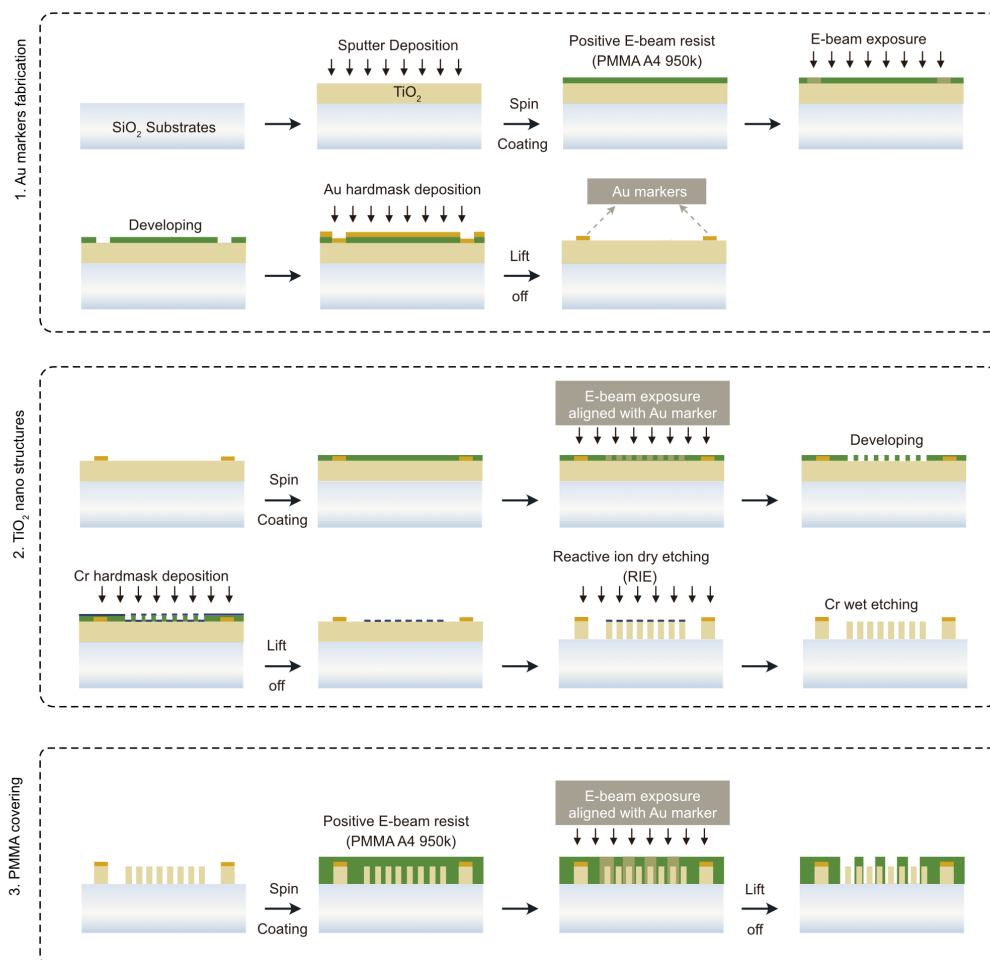 1. Au markers fabrication
Sputter Deposition
TiO₂
SiO₂ Substrates
Spin
Coating
Positive E-beam resist
(PMMA A4 950k)
E-beam exposure
Developing
Au hardmask deposition
Lift
off
Au markers
2. TiO₂ nano structures
Spin
Coating
E-beam exposure
aligned with Au marker
Developing
Cr hardmask deposition
Lift
off
Reactive ion dry etching
(RIE)
Cr wet etching
3. PMMA covering
Spin
Coating
Positive E-beam resist
(PMMA A4 950k)
E-beam exposure
aligned with Au marker
Lift
off